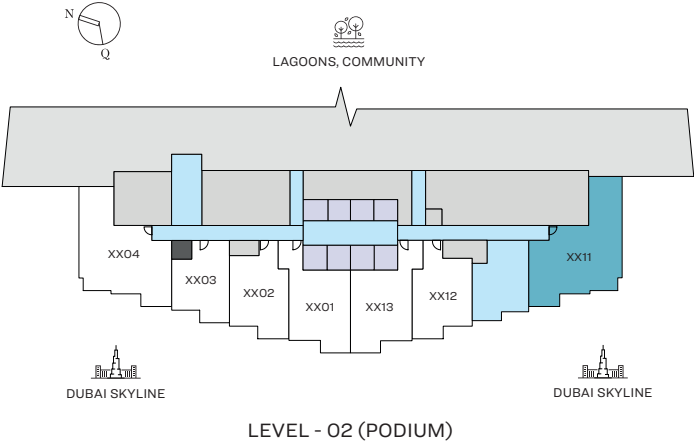 N
Q
LAGOONS, COMMUNITY
XX04
XX03
XX02
XX01
XX13
XX12
XX11
DUBAI SKYLINE
DUBAI SKYLINE
LEVEL - 02 (PODIUM)